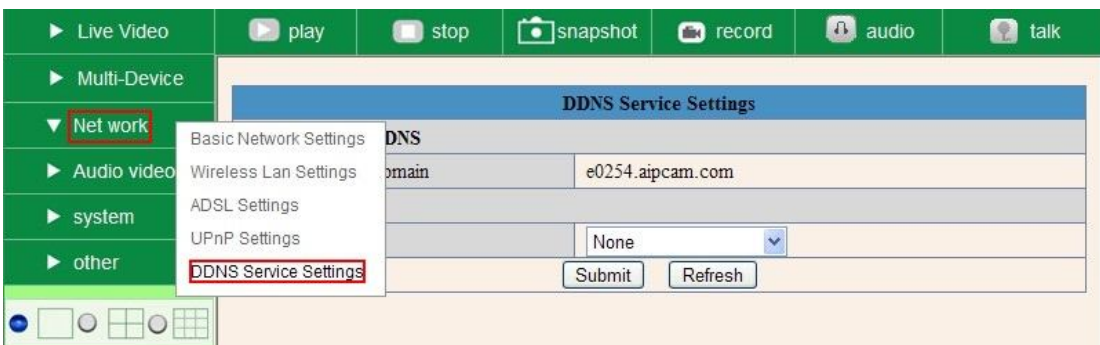 Live Video
play
stop
snapshot
record
audio
talk
Multi-Device
Net work
Audio video
system
other
Basic Network Settings
Wireless Lan Settings
ADSL Settings
UPnP Settings
DDNS Service Settings
DDNS Service Settings
DNS
omain
e0254.aipcam.com
None
Submit
Refresh